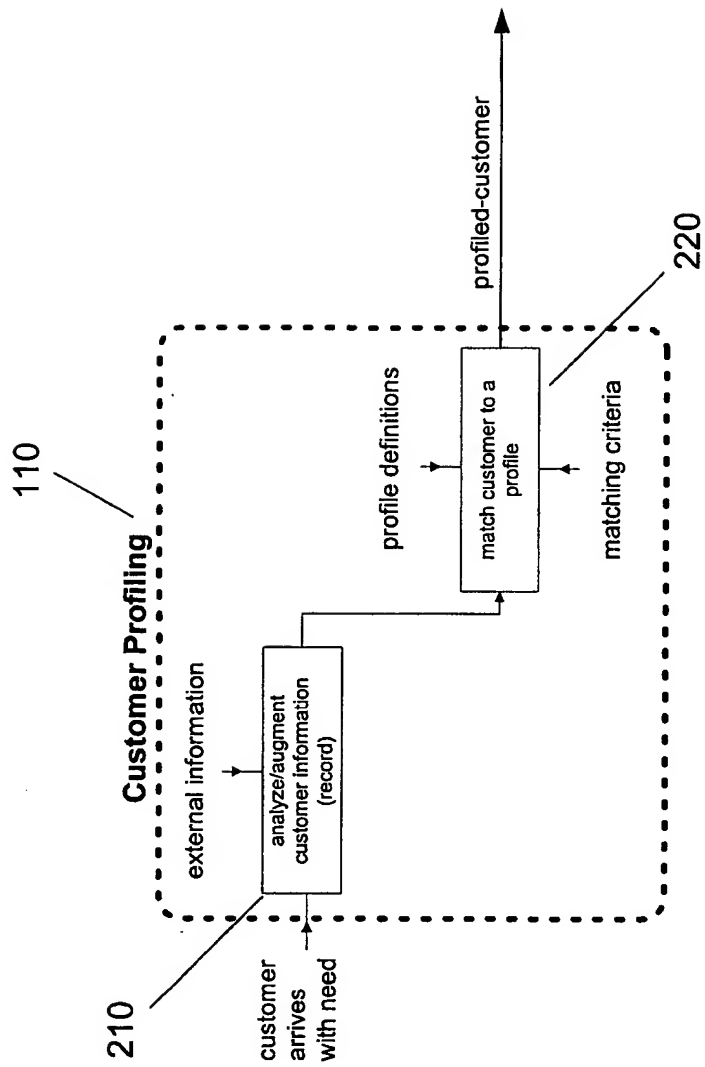 110
Customer Profiling
210
external information
customer
arrives
with need
analyze/augment
customer information
(record)
profile definitions
match customer to a
profile
matching criteria
220
profiled-customer